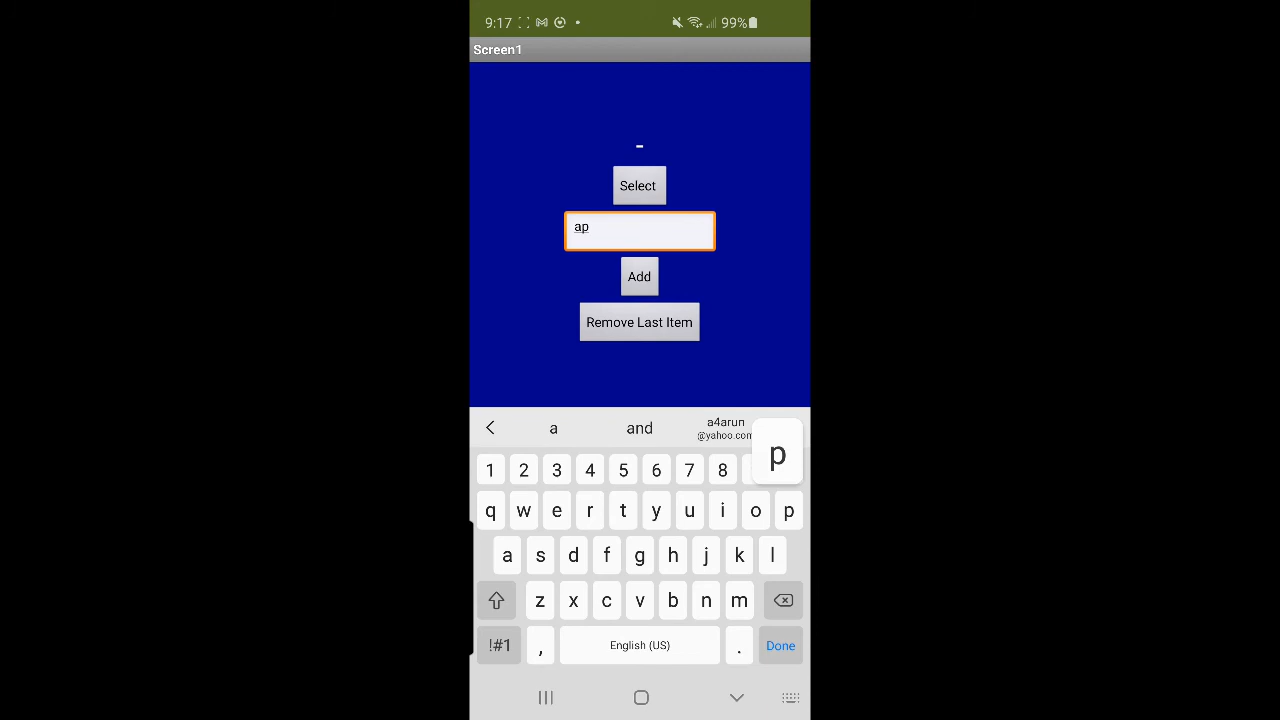 9:17 99%
Screen1
-
Select
ap
Add
Remove Last Item
a and a4arun
@yahoo.com
p
1 2 3 4 5 6 7 8
q w e r t y u i o p
a s d f g h j k l
z x c v b n m
!#1 , English (US) . Done